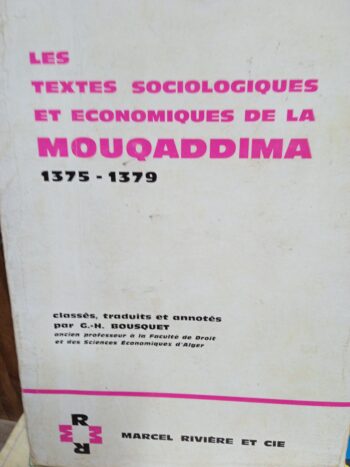 LES
TEXTES SOCIOLOGIQUES
ET ECONOMIQUES DE LA
MOUQADDIMA
1375 - 1379
classés, traduits et annotés
par G.-H. BOUSQUET
ancien professeur à la Faculté de Droit
et des Sciences Économiques d'Alger
R
M M
R
MARCEL RIVIÈRE ET CIE